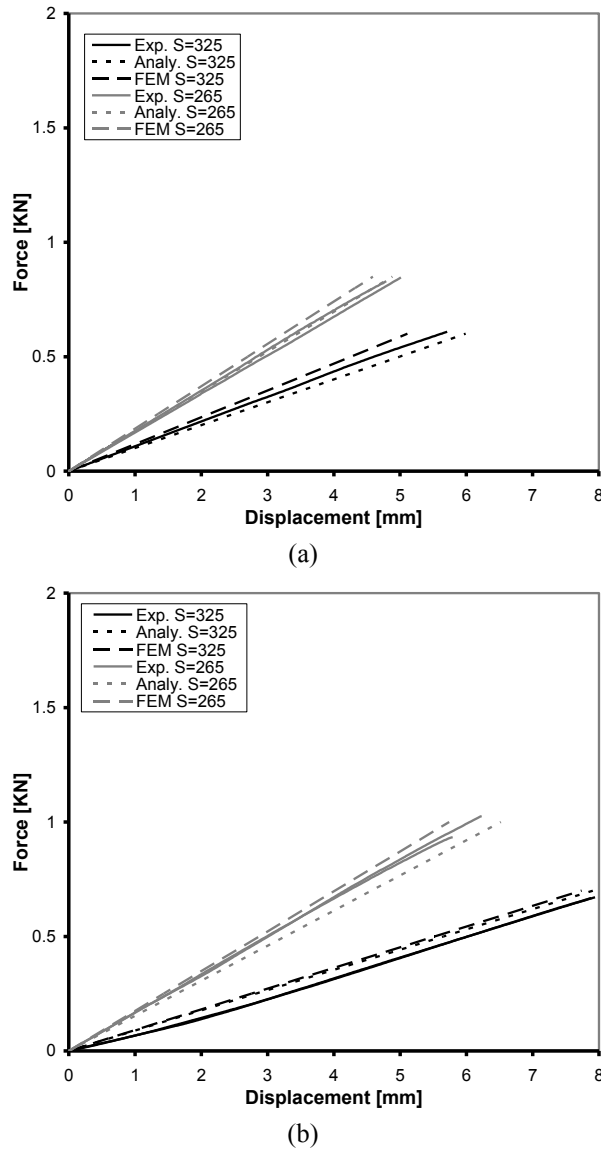 2
1.5
1
0.5
0
Force [KN]
Exp. S=325
Analy. S=325
FEM S=325
Exp. S=265
Analy. S=265
FEM S=265
0 1 2 3 4 5 6 7 8
Displacement [mm]
(a)
2
1.5
1
0.5
0
Force [KN]
Exp. S=325
Analy. S=325
FEM S=325
Exp. S=265
Analy. S=265
FEM S=265
0 1 2 3 4 5 6 7 8
Displacement [mm]
(b)